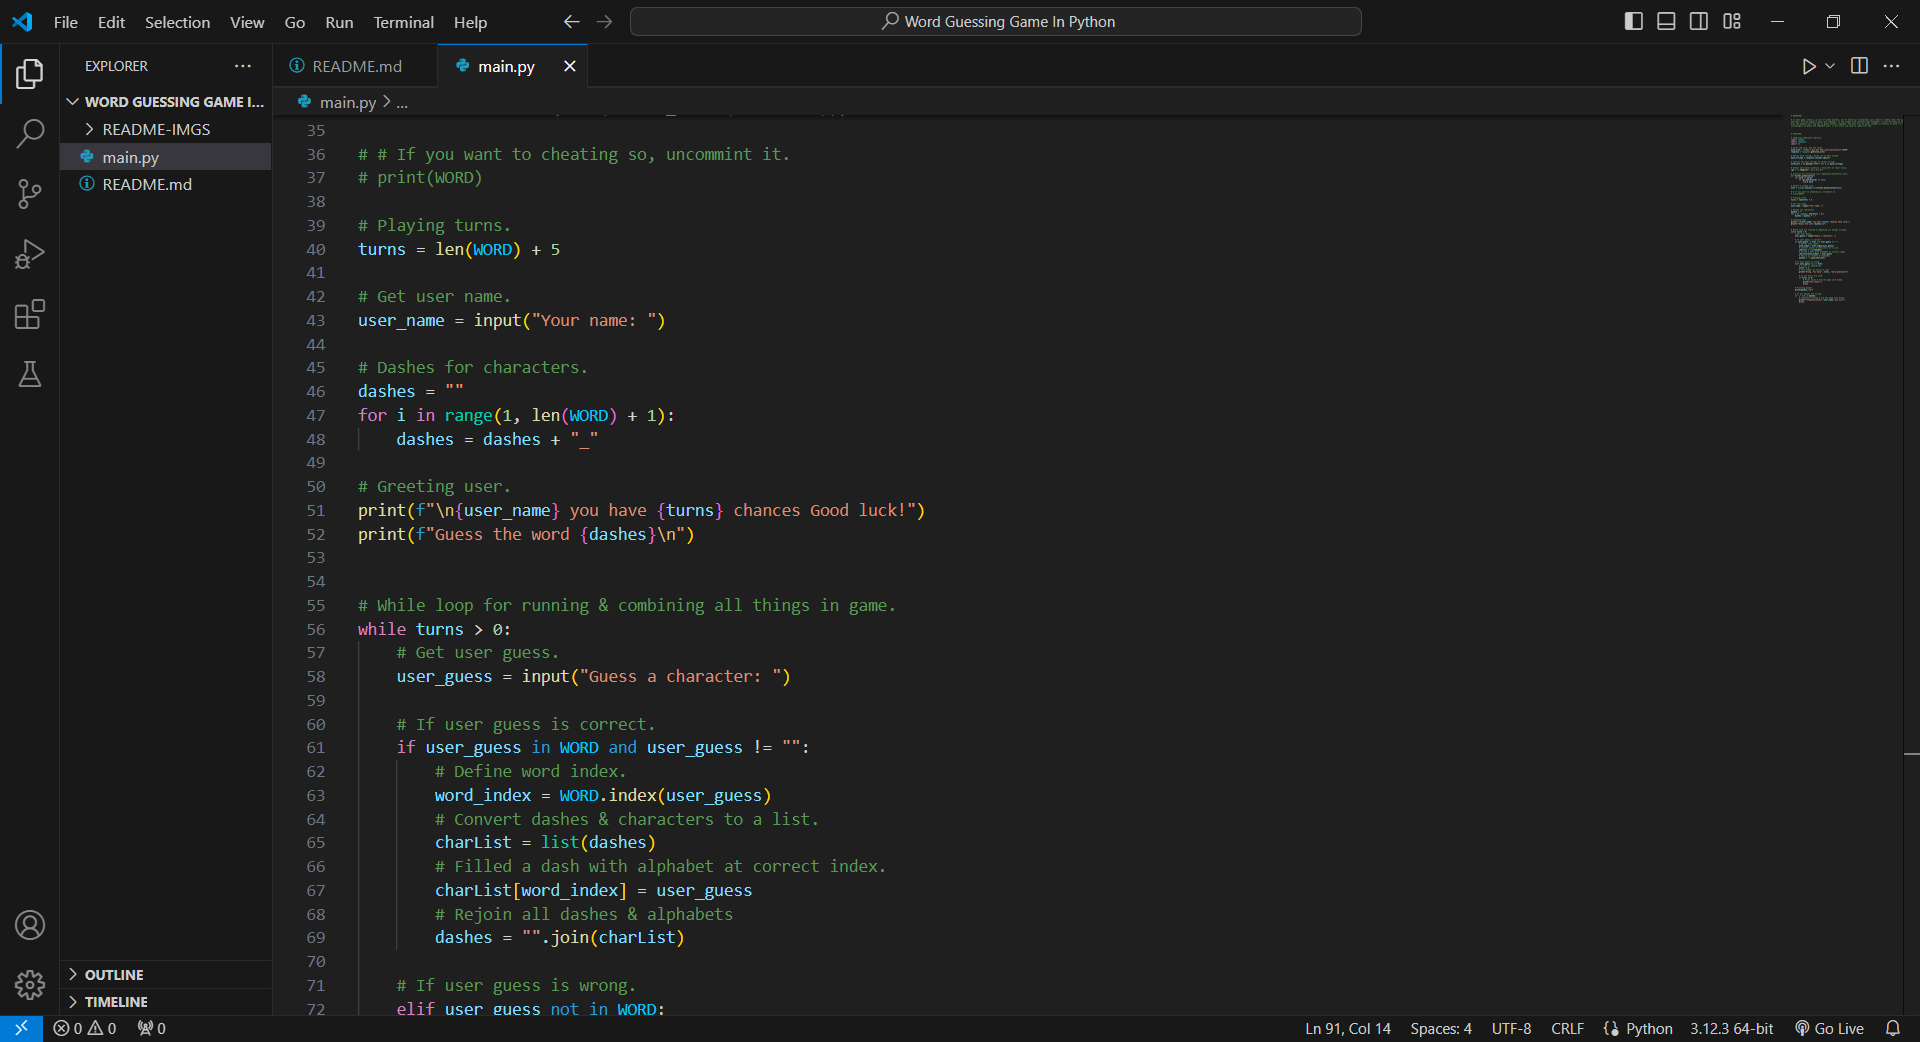 File Edit Selection View Go Run Terminal Help
Word Guessing Game In Python
EXPLORER
WORD GUESSING GAME I...
README-IMGS
main.py
README.md
OUTLINE
TIMELINE
README.md
main.py
main.py > ...
35
36 # # If you want to cheating so, uncommint it.
37 # print(WORD)
38
39 # Playing turns.
40 turns = len(WORD) + 5
41
42 # Get user name.
43 user_name = input("Your name: ")
44
45 # Dashes for characters.
46 dashes = ""
47 for i in range(1, len(WORD) + 1):
48     dashes = dashes + "_"
49
50 # Greeting user.
51 print(f"\n{user_name} you have {turns} chances Good luck!")
52 print(f"Guess the word {dashes}\n")
53
54
55 # While loop for running & combining all things in game.
56 while turns > 0:
57     # Get user guess.
58     user_guess = input("Guess a character: ")
59
60     # If user guess is correct.
61     if user_guess in WORD and user_guess != "":
62         # Define word index.
63         word_index = WORD.index(user_guess)
64         # Convert dashes & characters to a list.
65         charList = list(dashes)
66         # Filled a dash with alphabet at correct index.
67         charList[word_index] = user_guess
68         # Rejoin all dashes & alphabets
69         dashes = "".join(charList)
70
71     # If user guess is wrong.
72     elif user_guess not in WORD:
0 0 0
Ln 91, Col 14 Spaces: 4 UTF-8 CRLF Python 3.12.3 64-bit Go Live